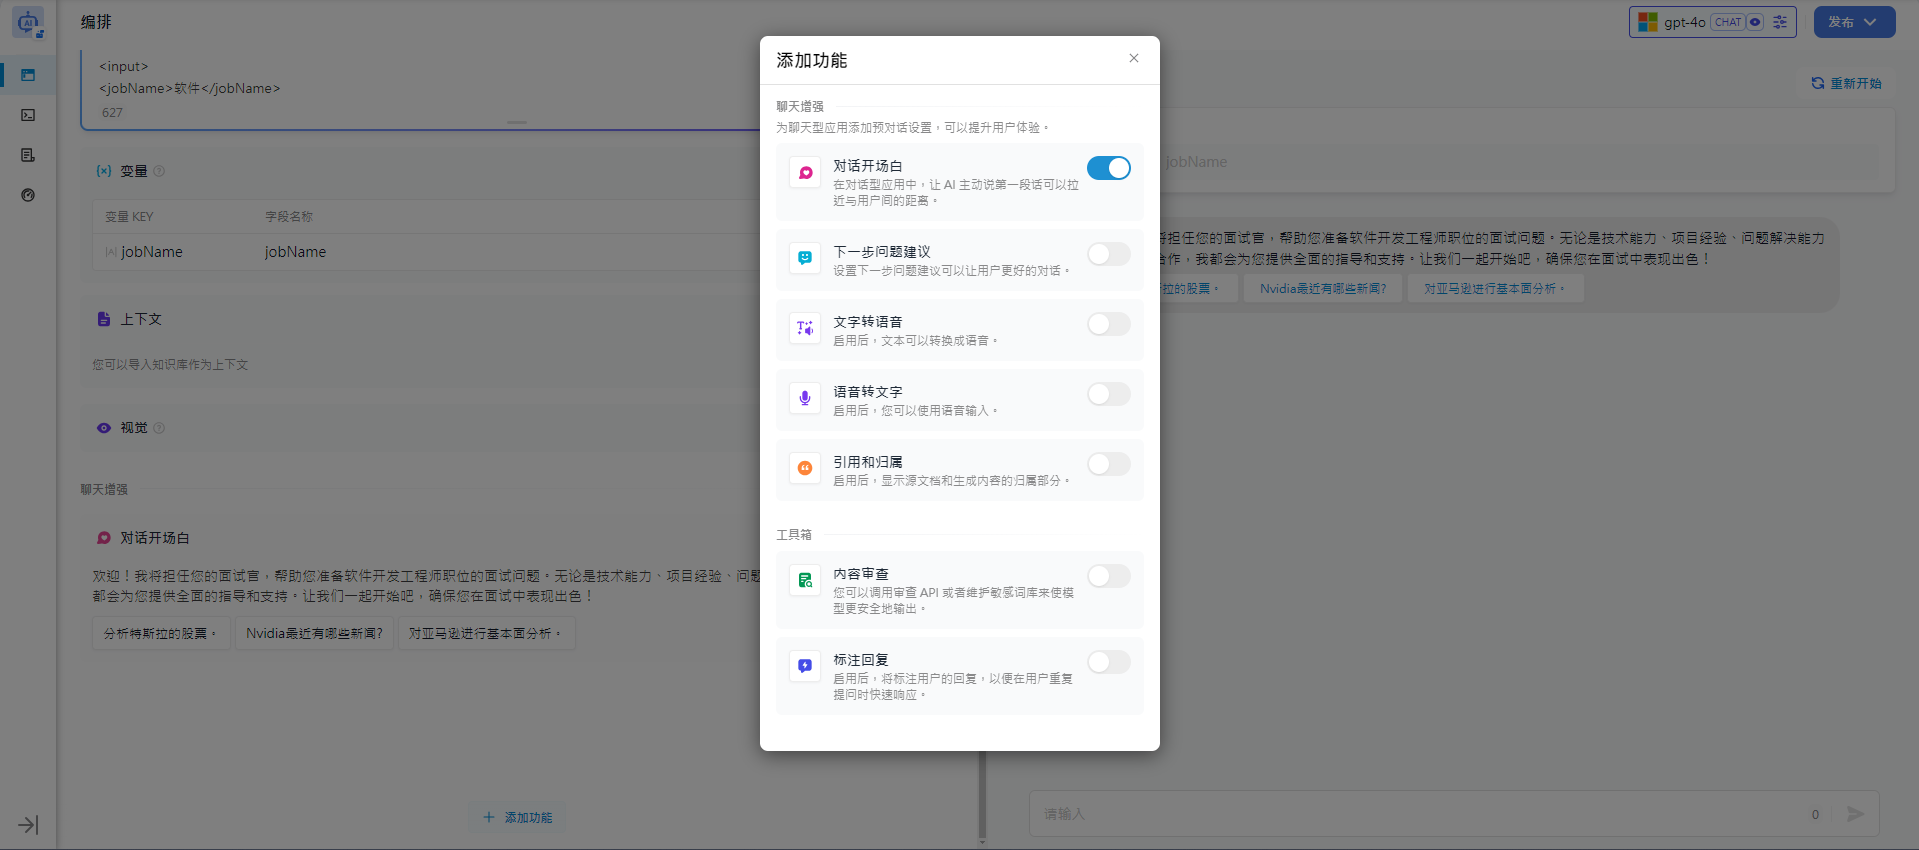 编排
gpt-4o CHAT
发布
<input>
<jobName>软件</jobName>
627
变量
变量 KEY 字段名称
jobName jobName
上下文
您可以导入知识库作为上下文
视觉
聊天增强
对话开场白
欢迎！我将担任您的面试官，帮助您准备软件开发工程师职位的面试问题。无论是技术能力、项目经验、问题
都会为您提供全面的指导和支持。让我们一起开始吧，确保您在面试中表现出色！
分析特斯拉的股票。 Nvidia最近有哪些新闻? 对亚马逊进行基本面分析。
添加功能
添加功能
聊天增强
为聊天型应用添加预对话设置，可以提升用户体验。
对话开场白
在对话型应用中，让 AI 主动说第一段话可以拉
近与用户间的距离。
下一步问题建议
设置下一步问题建议可以让用户更好的对话。
文字转语音
启用后，文本可以转换成语音。
语音转文字
启用后，您可以使用语音输入。
引用和归属
启用后，显示源文档和生成内容的归属部分。
工具箱
内容审查
您可以调用审查 API 或者维护敏感词库来使模
型更安全地输出。
标注回复
启用后，将标注用户的回复，以便在用户重复
提问时快速响应。
重新开始
jobName
将担任您的面试官，帮助您准备软件开发工程师职位的面试问题。无论是技术能力、项目经验、问题解决能力
合作，我都会为您提供全面的指导和支持。让我们一起开始吧，确保您在面试中表现出色！
拉的股票。 Nvidia最近有哪些新闻? 对亚马逊进行基本面分析。
请输入 0